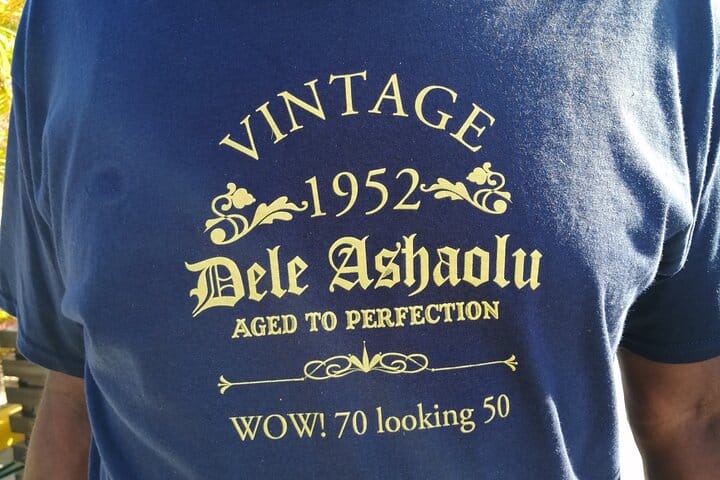 VINTAGE
1952
Dele Ashaolu
AGED TO PERFECTION
WOW! 70 looking 50